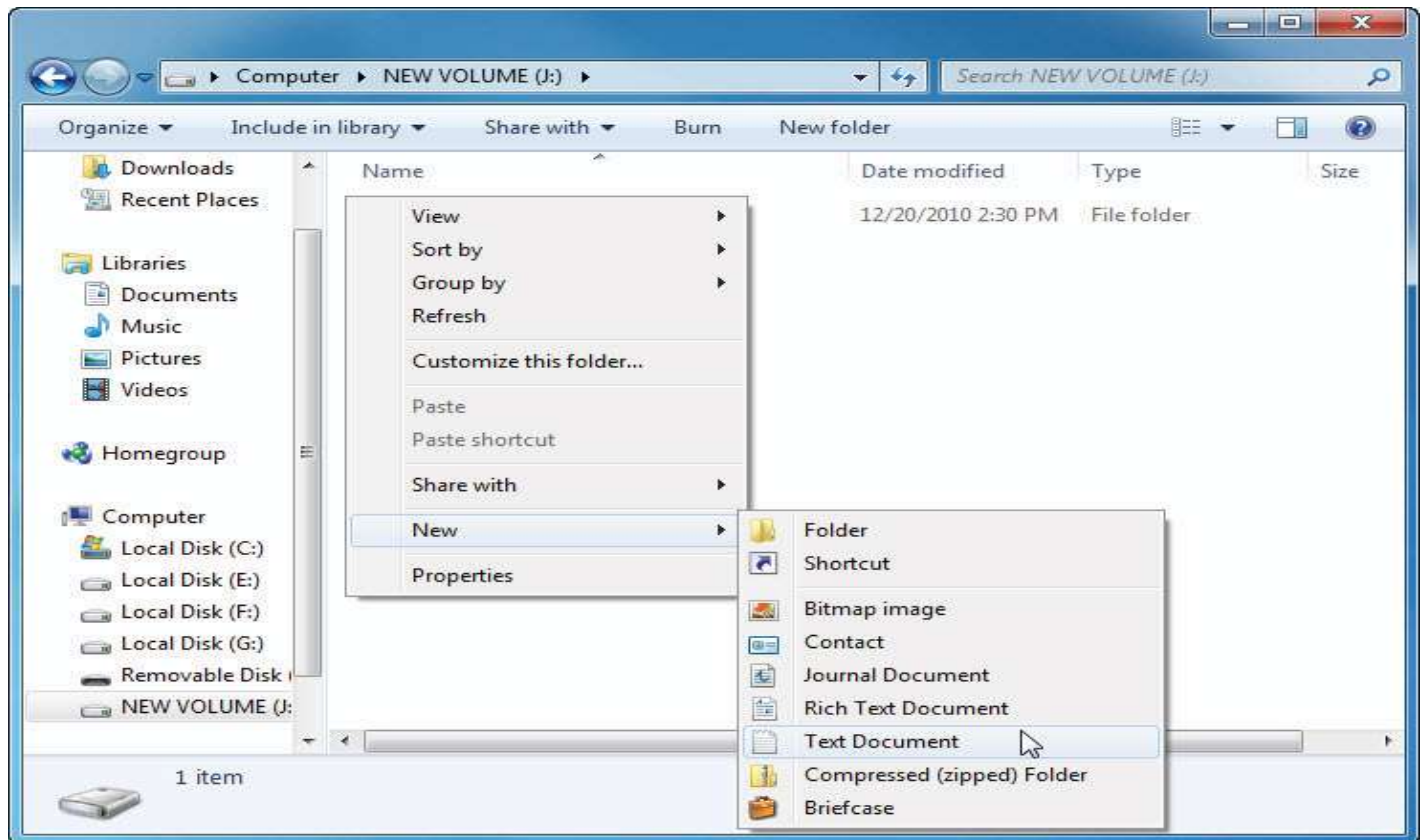 Computer ▸ NEW VOLUME (J:) ▸ Search NEW VOLUME (J:)
Organize Include in library Share with Burn New folder
Downloads
Recent Places
Libraries
Documents
Music
Pictures
Videos
Homegroup
Computer
Local Disk (C:)
Local Disk (E:)
Local Disk (F:)
Local Disk (G:)
Removable Disk
NEW VOLUME (J:
Name Date modified Type Size
12/20/2010 2:30 PM File folder
View
Sort by
Group by
Refresh
Customize this folder...
Paste
Paste shortcut
Share with
New
Properties
Folder
Shortcut
Bitmap image
Contact
Journal Document
Rich Text Document
Text Document
Compressed (zipped) Folder
Briefcase
1 item